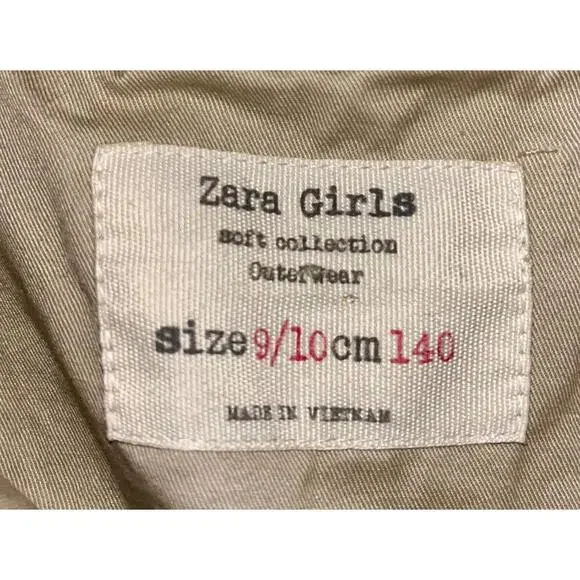 Zara Girls
soft collection
Outerwear
size 9/10 cm 140
MADE IN VIETNAM